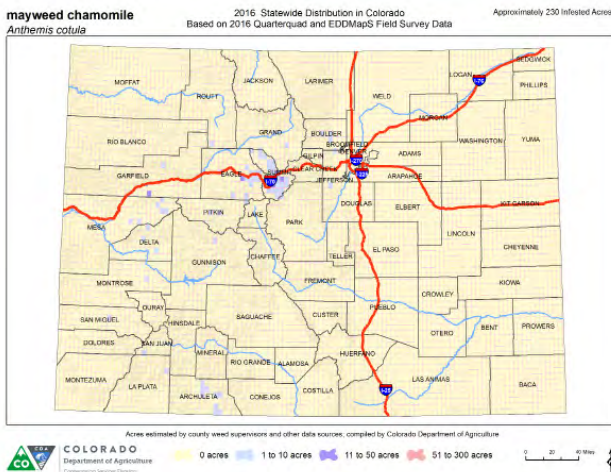 mayweed chamomile
Anthemis cotula
2016 Statewide Distribution in Colorado
Based on 2016 Quarterquad and EDDMapS Field Survey Data
Approximately 230 Infested Acres
MOFFAT
ROUTT
JACKSON
LARIMER
WELD
LOGAN
SEDGWICK
PHILLIPS
I-76
MORGAN
GRAND
BOULDER
BROOMFIELD
WASHINGTON
YUMA
RIO BLANCO
GILPIN
DENVER
ADAMS
GARFIELD
EAGLE
SUMMIT
CLEAR CREEK
I-270
I-70
JEFFERSON
I-225
ARAPAHOE
PITKIN
LAKE
PARK
DOUGLAS
ELBERT
KIT CARSON
MESA
DELTA
LINCOLN
GUNNISON
CHAFFEE
TELLER
EL PASO
CHEYENNE
MONTROSE
FREMONT
KIOWA
OURAY
CROWLEY
SAN MIGUEL
HINSDALE
SAGUACHE
CUSTER
PUEBLO
OTERO
BENT
PROWERS
DOLORES
SAN JUAN
MINERAL
RIO GRANDE
ALAMOSA
HUERFANO
MONTEZUMA
LA PLATA
ARCHULETA
CONEJOS
COSTILLA
I-25
LAS ANIMAS
BACA
Acres estimated by county weed supervisors and other data sources; compiled by Colorado Department of Agriculture
CO
CDA
COLORADO
Department of Agriculture
Conservation Services Division
0 acres
1 to 10 acres
11 to 50 acres
51 to 300 acres
0 20 40 Miles